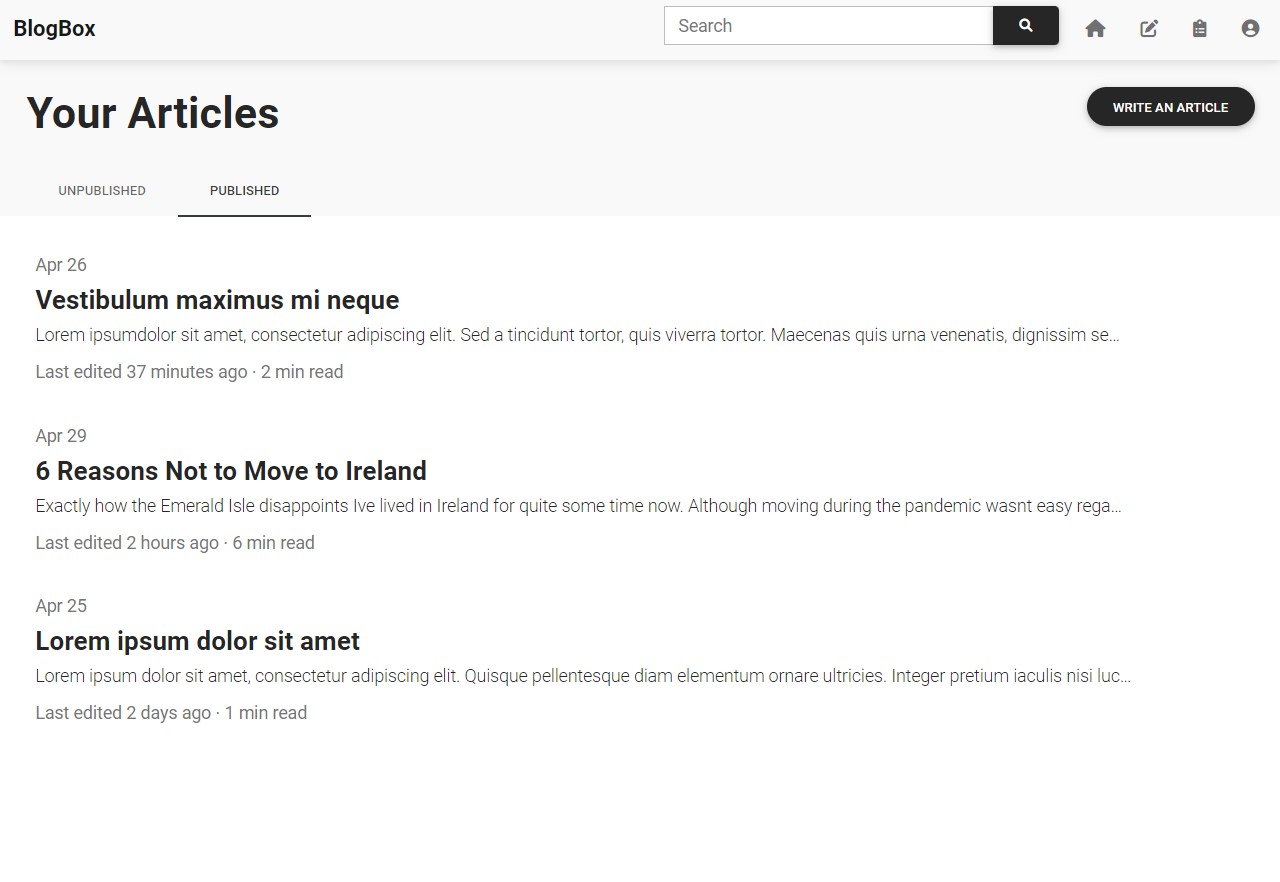 BlogBox
Search
Your Articles
WRITE AN ARTICLE
UNPUBLISHED
PUBLISHED
Apr 26
Vestibulum maximus mi neque
Lorem ipsumdolor sit amet, consectetur adipiscing elit. Sed a tincidunt tortor, quis viverra tortor. Maecenas quis urna venenatis, dignissim se...
Last edited 37 minutes ago · 2 min read
Apr 29
6 Reasons Not to Move to Ireland
Exactly how the Emerald Isle disappoints Ive lived in Ireland for quite some time now. Although moving during the pandemic wasnt easy rega...
Last edited 2 hours ago · 6 min read
Apr 25
Lorem ipsum dolor sit amet
Lorem ipsum dolor sit amet, consectetur adipiscing elit. Quisque pellentesque diam elementum ornare ultricies. Integer pretium iaculis nisi luc...
Last edited 2 days ago · 1 min read